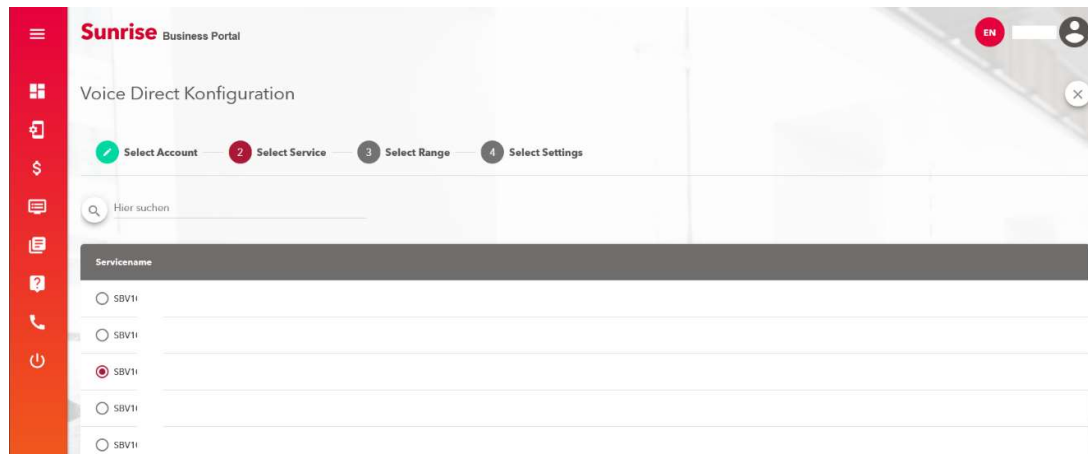 Sunrise Business Portal
EN
Voice Direct Konfiguration
Select Account 2 Select Service 3 Select Range 4 Select Settings
Hier suchen
Servicename
SBV1
SBV1
SBV1
SBV1
SBV1